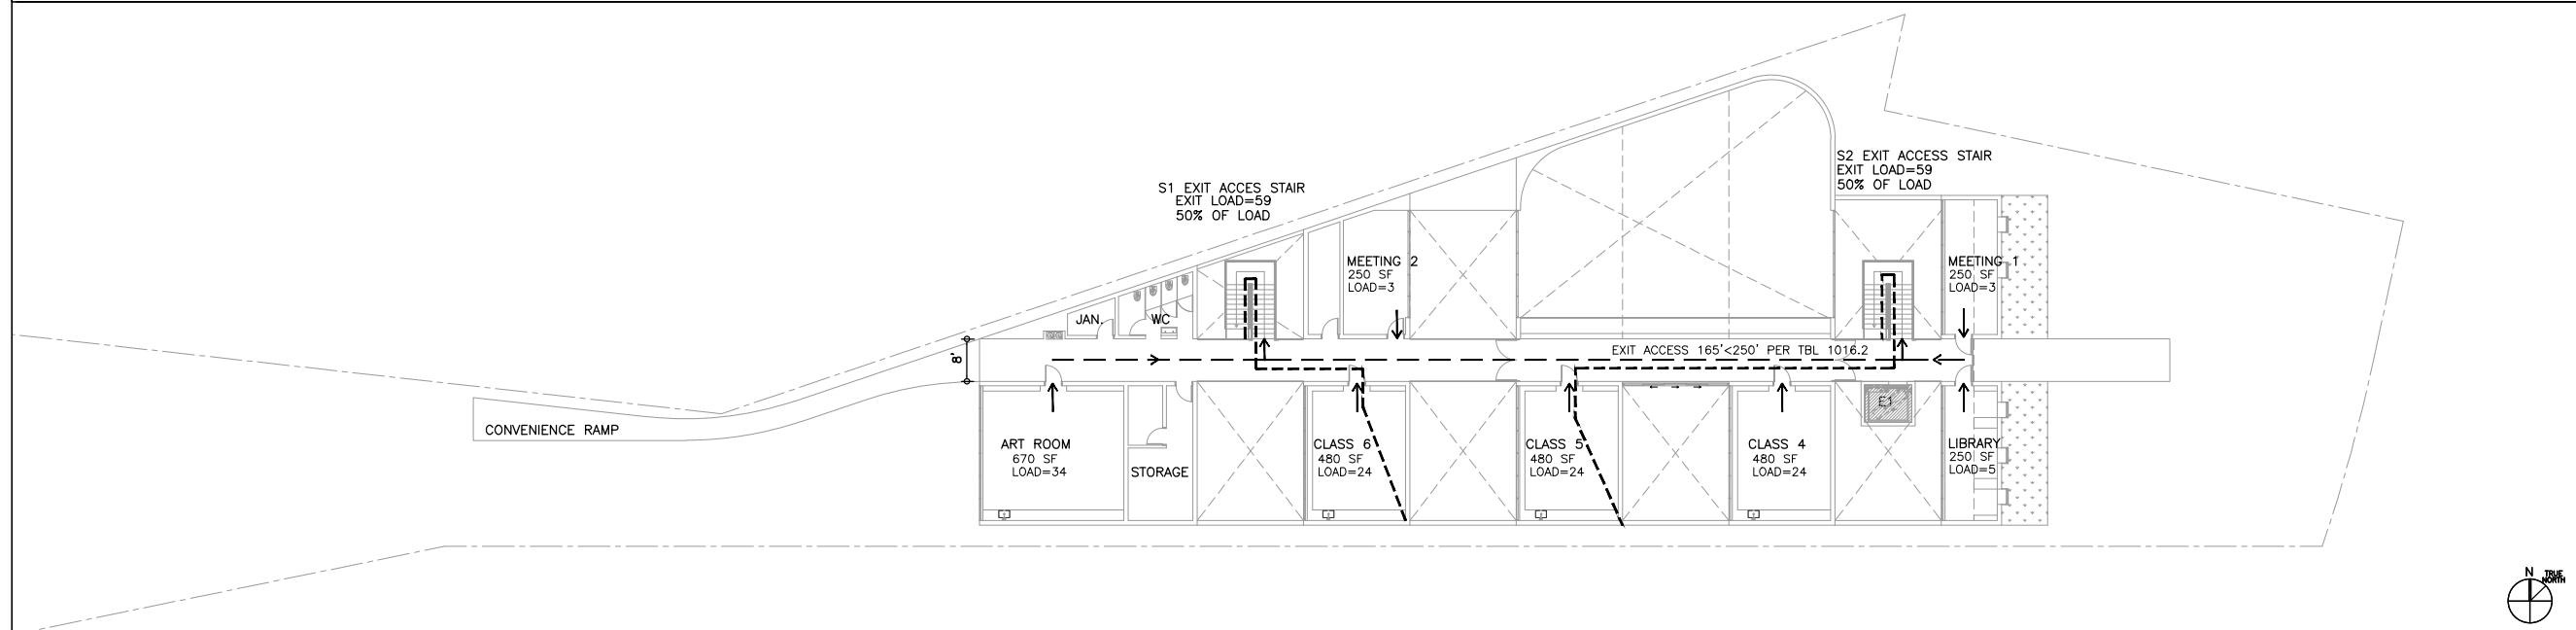 S2 EXIT ACCESS STAIR
EXIT LOAD=59
50% OF LOAD
S1 EXIT ACCES STAIR
EXIT LOAD=59
50% OF LOAD
MEETING 2
250 SF
LOAD=3
MEETING 1
250 SF
LOAD=3
JAN.
WC
8'
EXIT ACCESS 165'<250' PER TBL 1016.2
E1
CONVENIENCE RAMP
ART ROOM
670 SF
LOAD=34
STORAGE
CLASS 6
480 SF
LOAD=24
CLASS 5
480 SF
LOAD=24
CLASS 4
480 SF
LOAD=24
LIBRARY
250 SF
LOAD=5
N
TRUE
NORTH